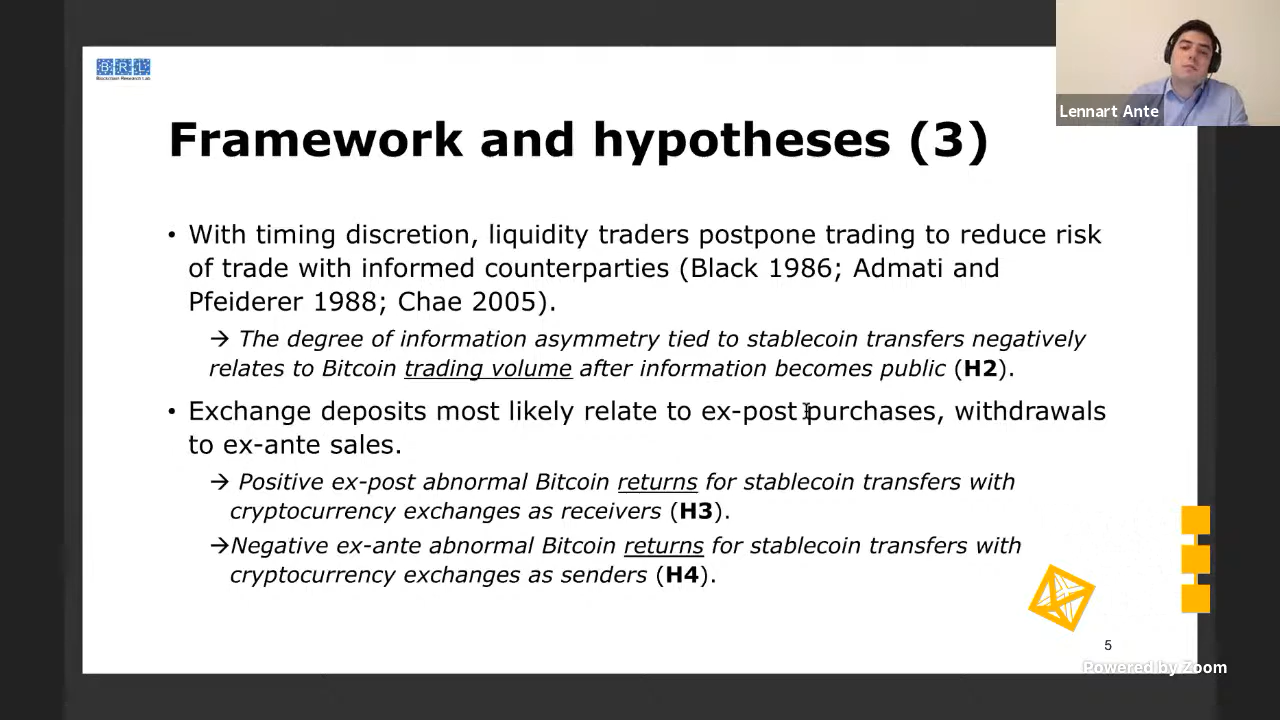 BRL
Blockchain Research Lab
Lennart Ante
Framework and hypotheses (3)
• With timing discretion, liquidity traders postpone trading to reduce risk
of trade with informed counterparties (Black 1986; Admati and
Pfeiderer 1988; Chae 2005).
→ The degree of information asymmetry tied to stablecoin transfers negatively
relates to Bitcoin trading volume after information becomes public (H2).
• Exchange deposits most likely relate to ex-post purchases, withdrawals
to ex-ante sales.
→ Positive ex-post abnormal Bitcoin returns for stablecoin transfers with
cryptocurrency exchanges as receivers (H3).
→Negative ex-ante abnormal Bitcoin returns for stablecoin transfers with
cryptocurrency exchanges as senders (H4).
5
Powered by Zoom